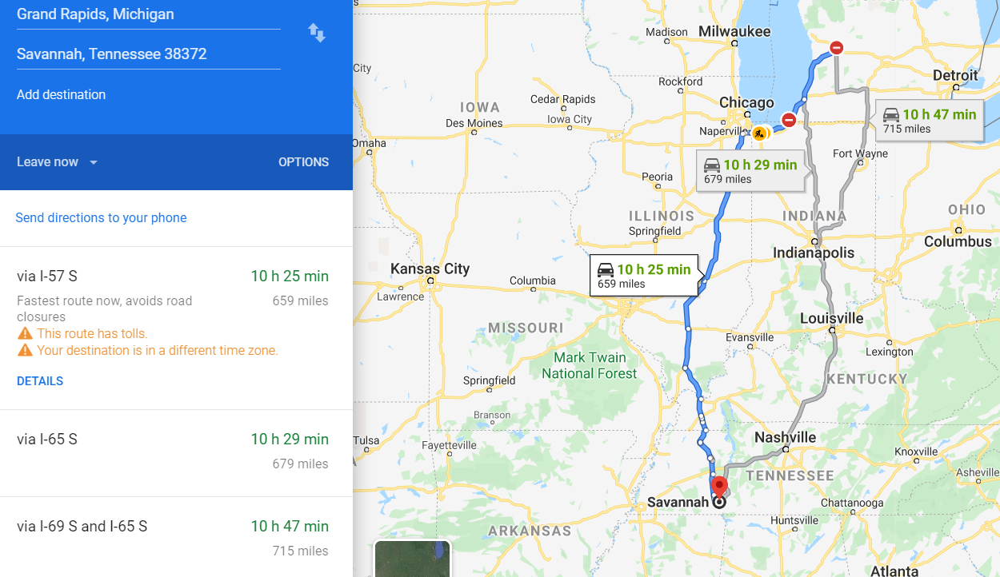 Grand Rapids, Michigan
Savannah, Tennessee 38372
Add destination
Leave now
OPTIONS
Send directions to your phone
via I-57 S
10 h 25 min
Fastest route now, avoids road
659 miles
closures
This route has tolls.
Your destination is in a different time zone.
DETAILS
via I-65 S
10 h 29 min
679 miles
via I-69 S and I-65 S
10 h 47 min
715 miles
Madison
Milwaukee
City
Detroit
Rockford
Cedar Rapids
Chicago
IOWA
Iowa City
Des Moines
Naperville
10 h 47 min
715 miles
Omaha
Fort Wayne
10 h 29 min
679 miles
Peoria
ILLINOIS
INDIANA
OHIO
Springfield
Columbus
Indianapolis
Kansas City
10 h 25 min
659 miles
Columbia
Lawrence
Louisville
MISSOURI
Evansville
Lexington
Mark Twain
National Forest
Springfield
KENTUCKY
Branson
Tulsa
Nashville
Fayetteville
Knoxville
TENNESSEE
Asheville
Savannah
Chattanooga
Huntsville
ARKANSAS
Atlanta